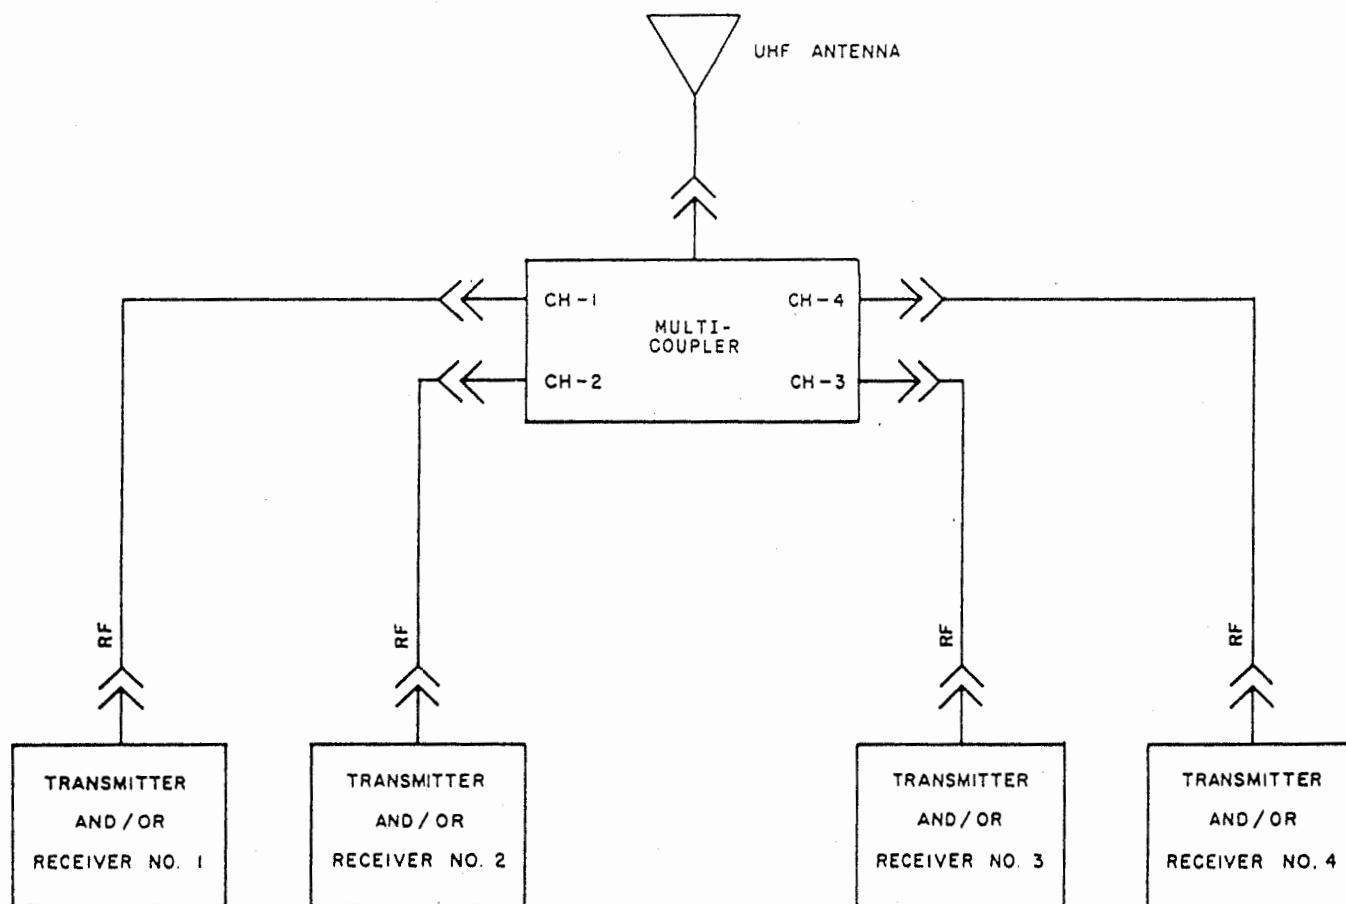 UHF ANTENNA
CH-1
CH-4
MULTI-
COUPLER
CH-2
CH-3
RF
RF
RF
RF
TRANSMITTER
AND/OR
RECEIVER NO. 1
TRANSMITTER
AND/OR
RECEIVER NO. 2
TRANSMITTER
AND/OR
RECEIVER NO. 3
TRANSMITTER
AND/OR
RECEIVER NO. 4